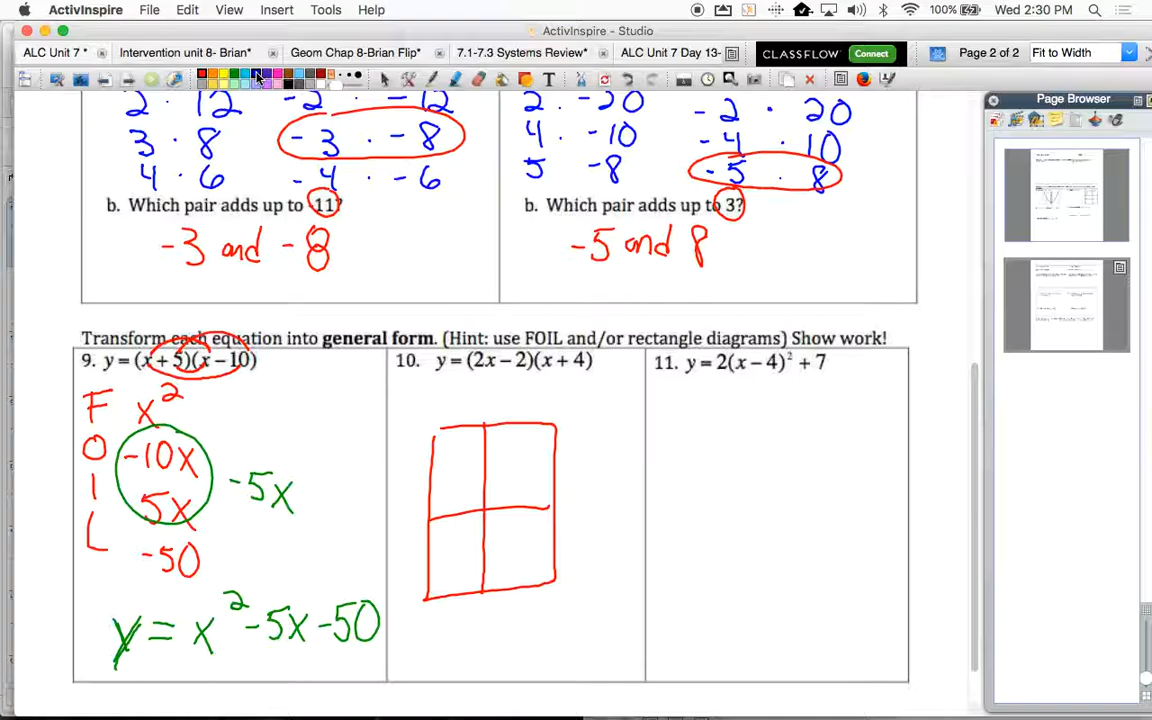 ActivInspire File Edit View Insert Tools Help 100% Wed 2:30 PM
ActivInspire - Studio
ALC Unit 7 * Intervention unit 8- Brian* Geom Chap 8-Brian Flip* 7.1-7.3 Systems Review* ALC Unit 7 Day 13- CLASSFLOW Connect Page 2 of 2 Fit to Width
Page Browser
2 · 12 -2 · -12 2 · -20 -2 · 20
3 · 8 -3 · -8 4 · -10 -4 · 10
4 · 6 -4 · -6 5 -8 -5 · 8
b. Which pair adds up to -11? b. Which pair adds up to 3?
-3 and -8 -5 and 8
Transform each equation into general form. (Hint: use FOIL and/or rectangle diagrams) Show work!
9. y = (x + 5)(x − 10) 10. y = (2x − 2)(x + 4) 11. y = 2(x − 4)² + 7
F x²
O -10x
I 5x -5x
L -50
y = x² -5x -50